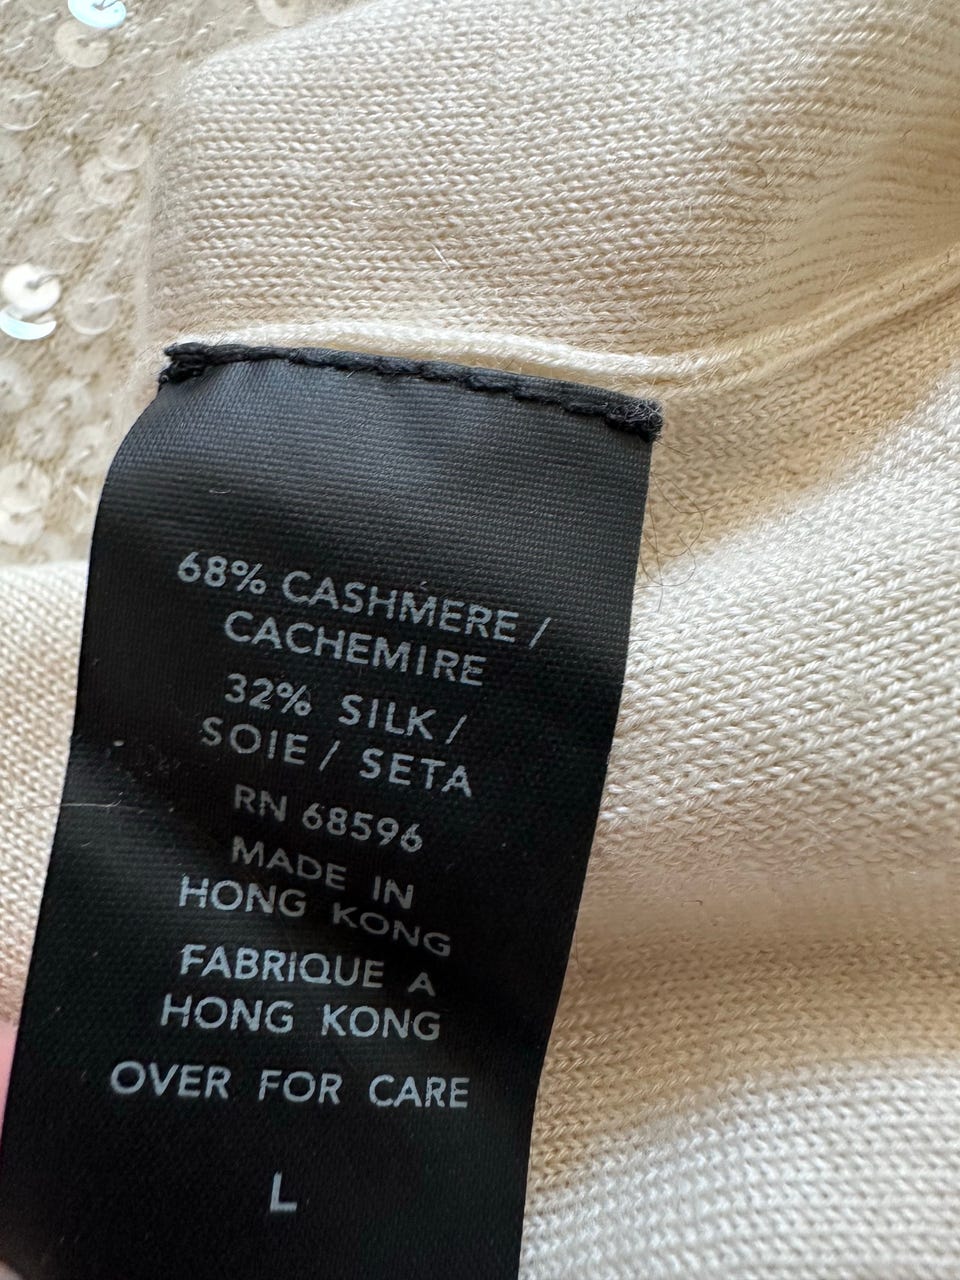 68% CASHMERE /
CACHEMIRE
32% SILK /
SOIE / SETA
RN 68596
MADE IN
HONG KONG
FABRIQUE A
HONG KONG
OVER FOR CARE
L